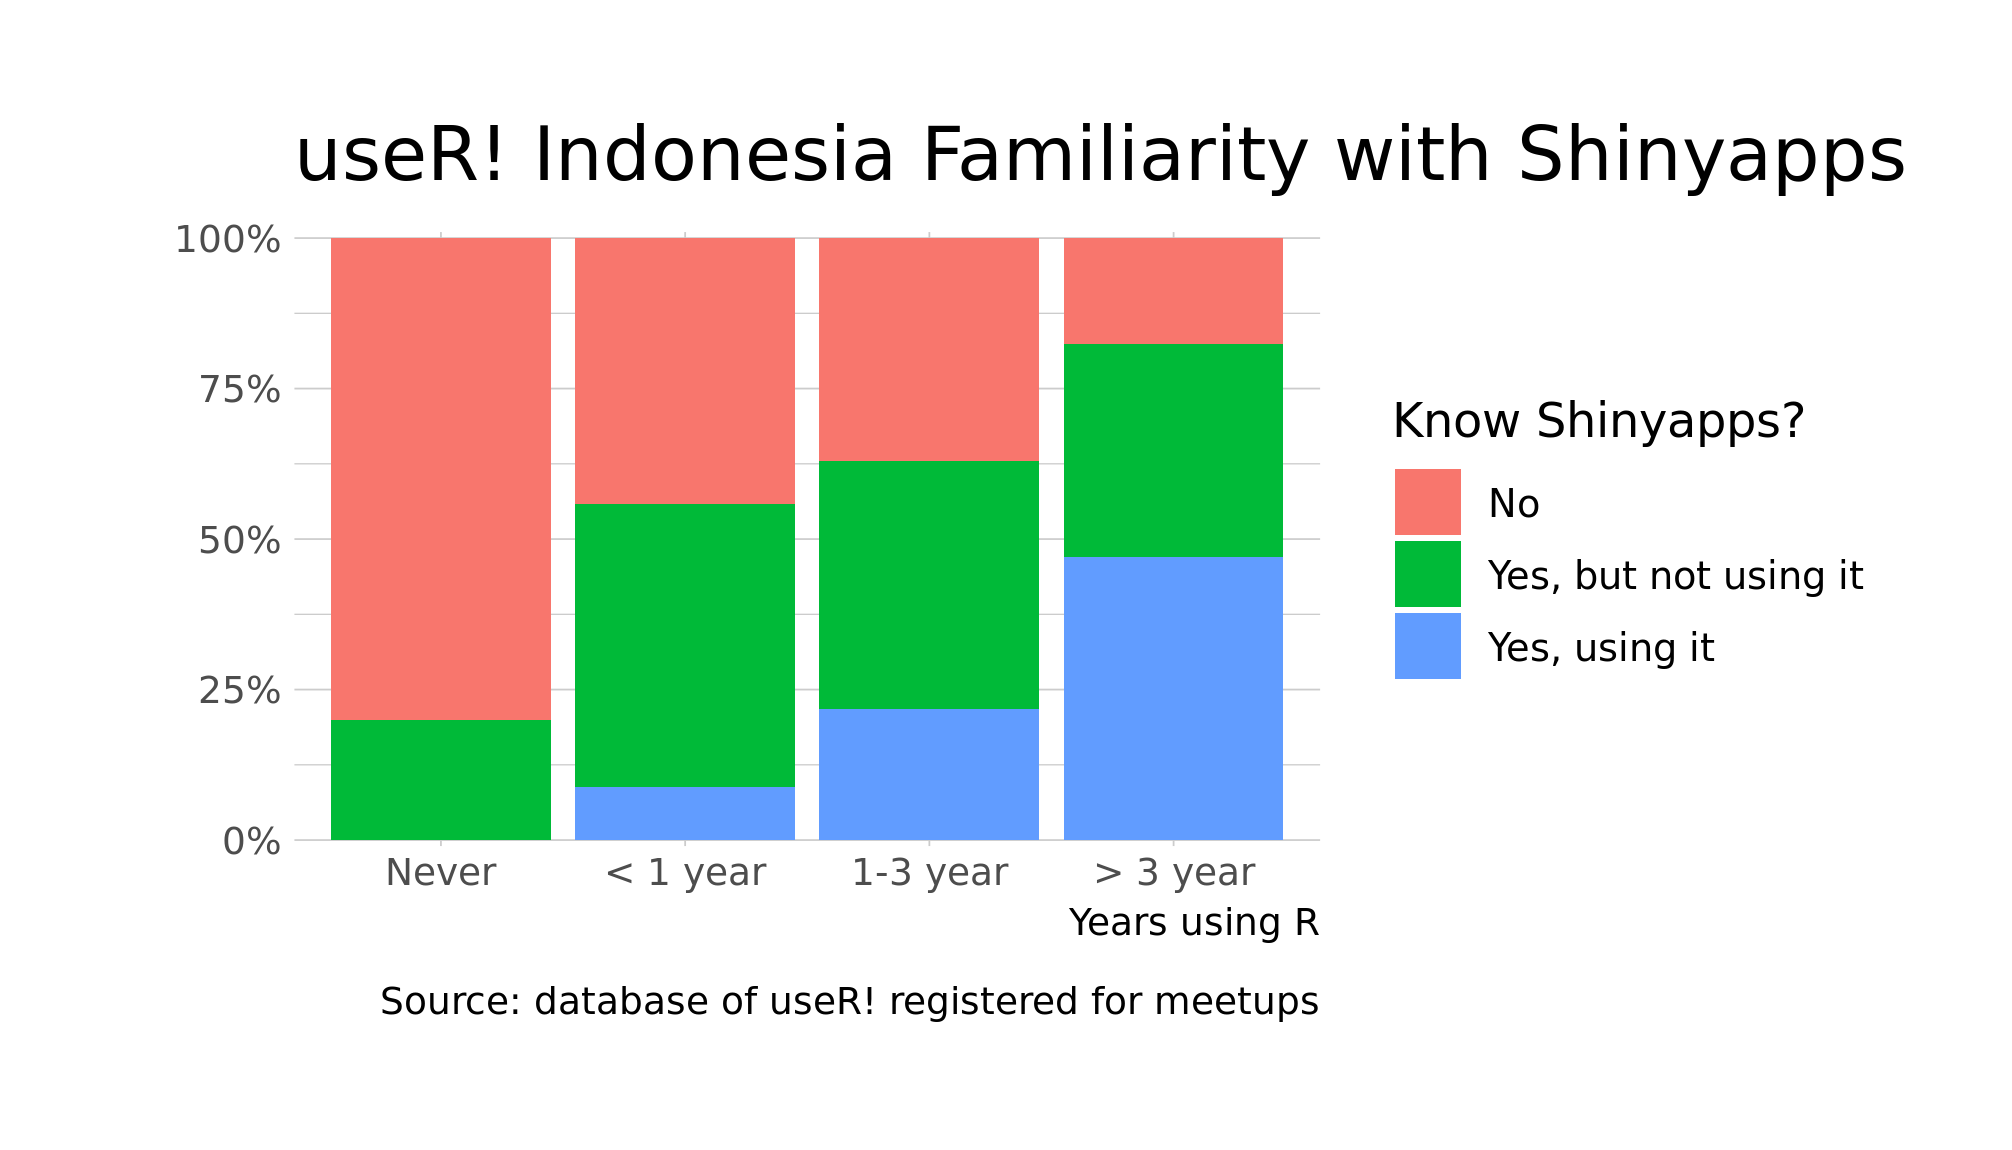 useR! Indonesia Familiarity with Shinyapps
100%
75%
50%
25%
0%
Never
< 1 year
1-3 year
> 3 year
Years using R
Know Shinyapps?
No
Yes, but not using it
Yes, using it
Source: database of useR! registered for meetups